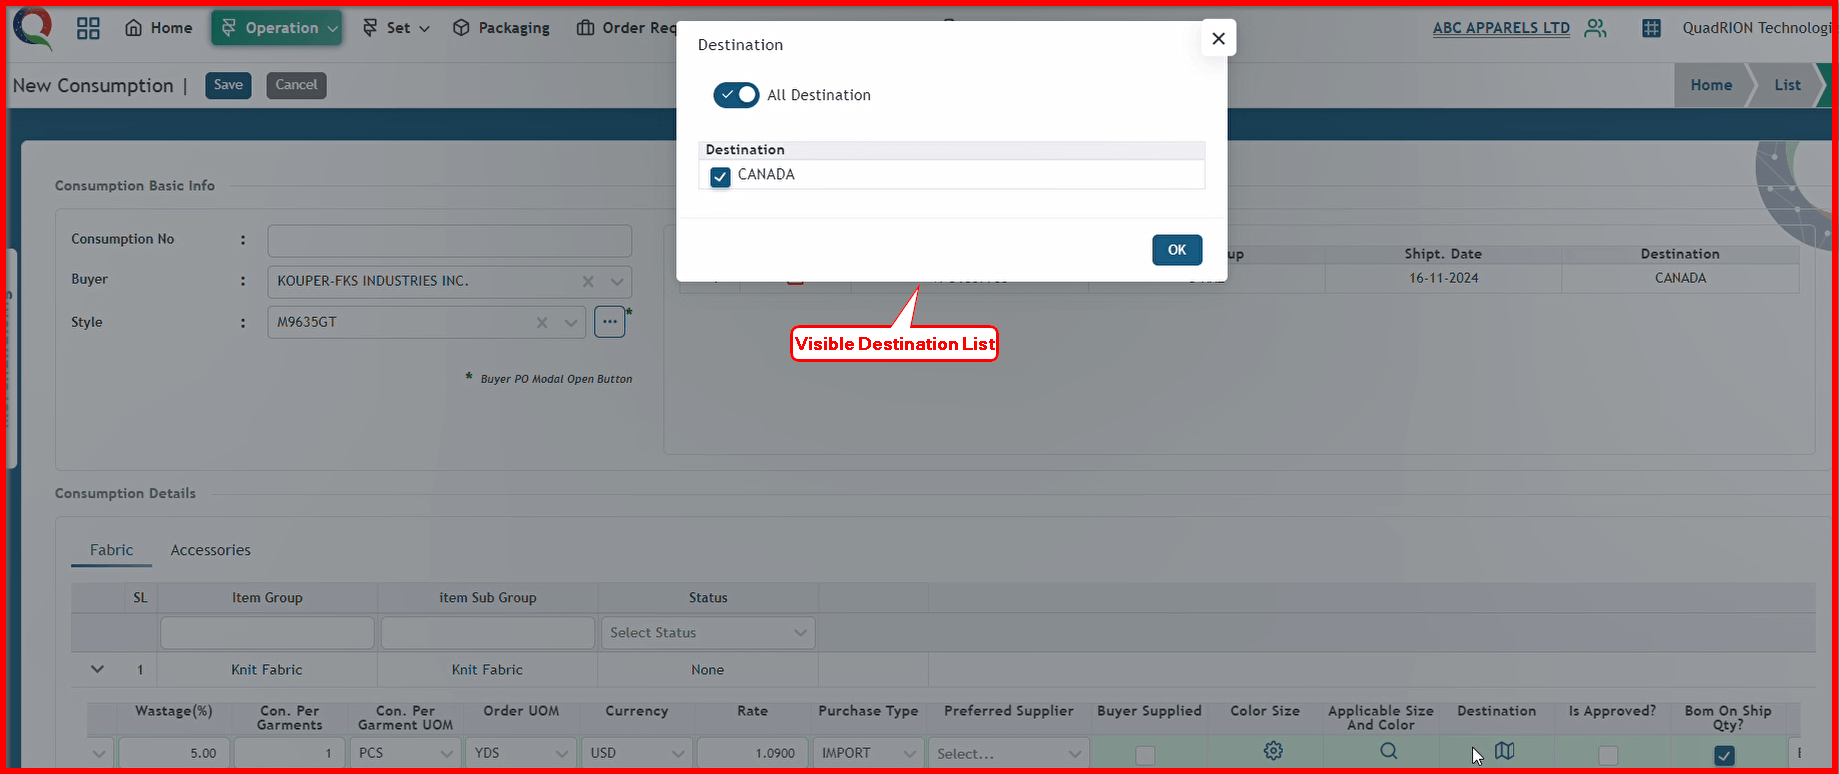 Home
Operation
Set
Packaging
Order Req
ABC APPARELS LTD
QuadRION Technologi
New Consumption |
Save
Cancel
Home
List
Destination
All Destination
Destination
CANADA
OK
Visible Destination List
Consumption Basic Info
Consumption No :
Buyer : KOUPER-FKS INDUSTRIES INC.
Style : M9635GT ... *
* Buyer PO Modal Open Button
up Shipt. Date Destination
16-11-2024 CANADA
Consumption Details
Fabric Accessories
SL Item Group item Sub Group Status
Select Status
1 Knit Fabric Knit Fabric None
Wastage(%) Con. Per Garments Con. Per Garment UOM Order UOM Currency Rate Purchase Type Preferred Supplier Buyer Supplied Color Size Applicable Size And Color Destination Is Approved? Bom On Ship Qty?
5.00 1 PCS YDS USD 1.0900 IMPORT Select...